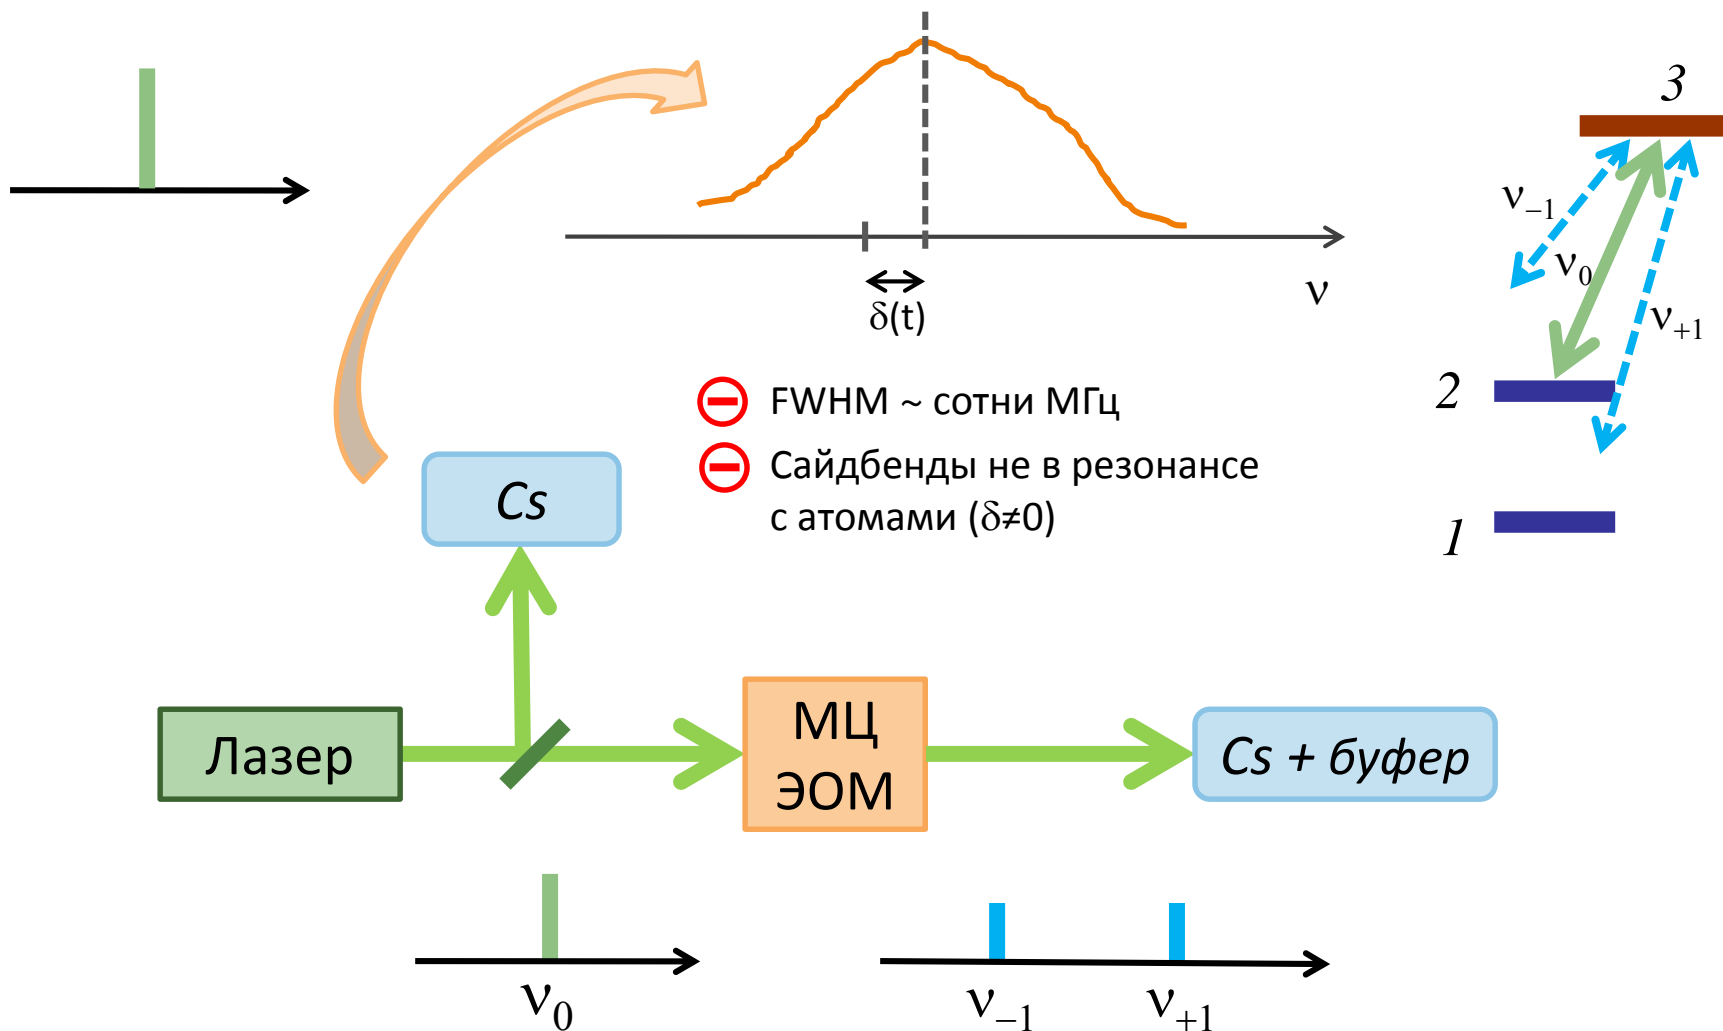 3
ν₋₁
ν₀
ν₊₁
ν
δ(t)
2
1
FWHM ~ сотни МГц
Сайдбенды не в резонансе
с атомами (δ≠0)
Cs
Лазер
МЦ
ЭОМ
Cs + буфер
ν₀
ν₋₁
ν₊₁